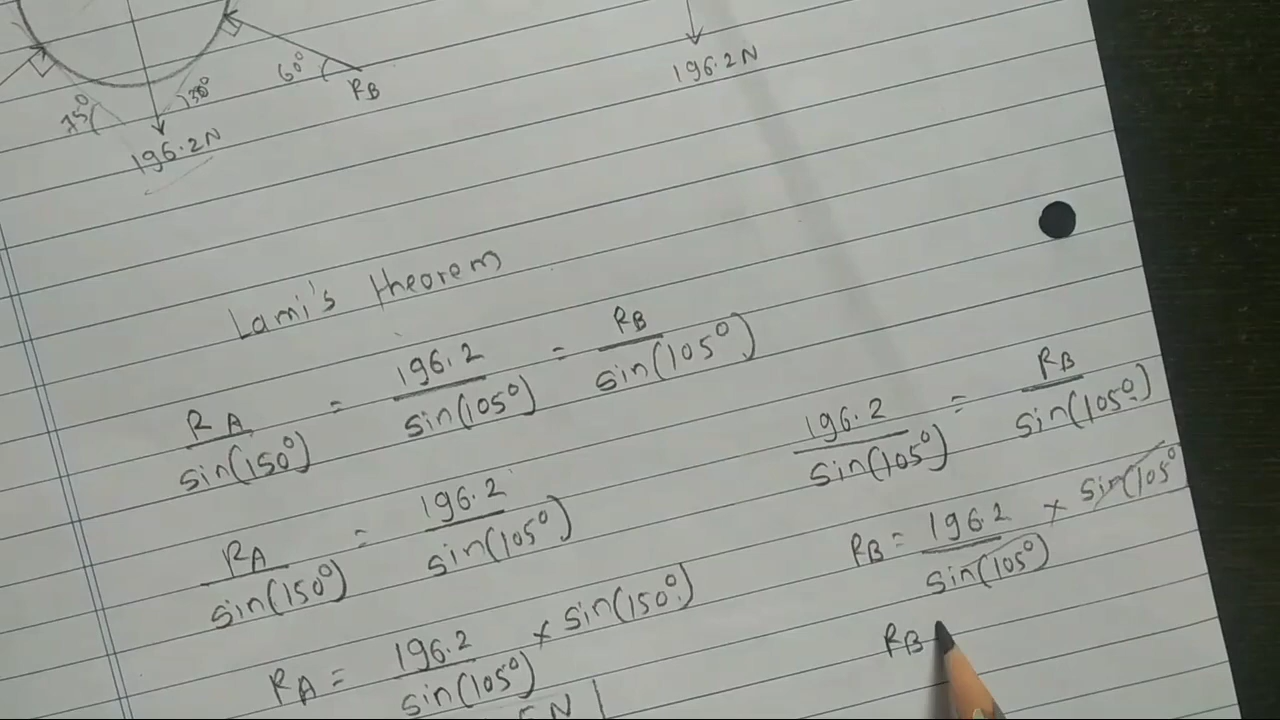 60°
RB
75°
130°
196.2N
196.2N
Lami's theorem
RA/sin(150°) = 196.2/sin(105°) = RB/sin(105°)
RA/sin(150°) = 196.2/sin(105°)
RA = 196.2/sin(105°) × sin(150°)
N
196.2/sin(105°) = RB/sin(105°)
RB = 196.2/sin(105°) × sin(105°
RB